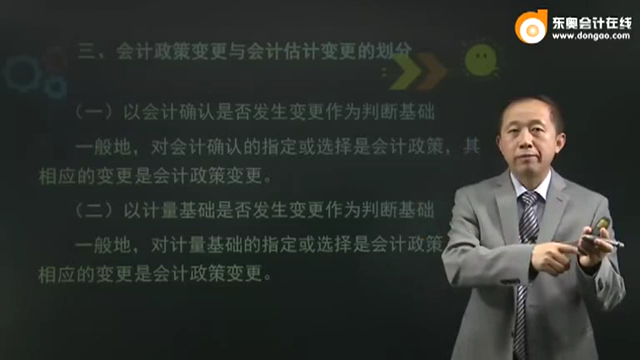 东奥会计在线
www.dongao.com
三、会计政策变更与会计估计变更的划分
（一）以会计确认是否发生变更作为判断基础
一般地，对会计确认的指定或选择是会计政策，其
相应的变更是会计政策变更。
（二）以计量基础是否发生变更作为判断基础
一般地，对计量基础的指定或选择是会计政策
相应的变更是会计政策变更。